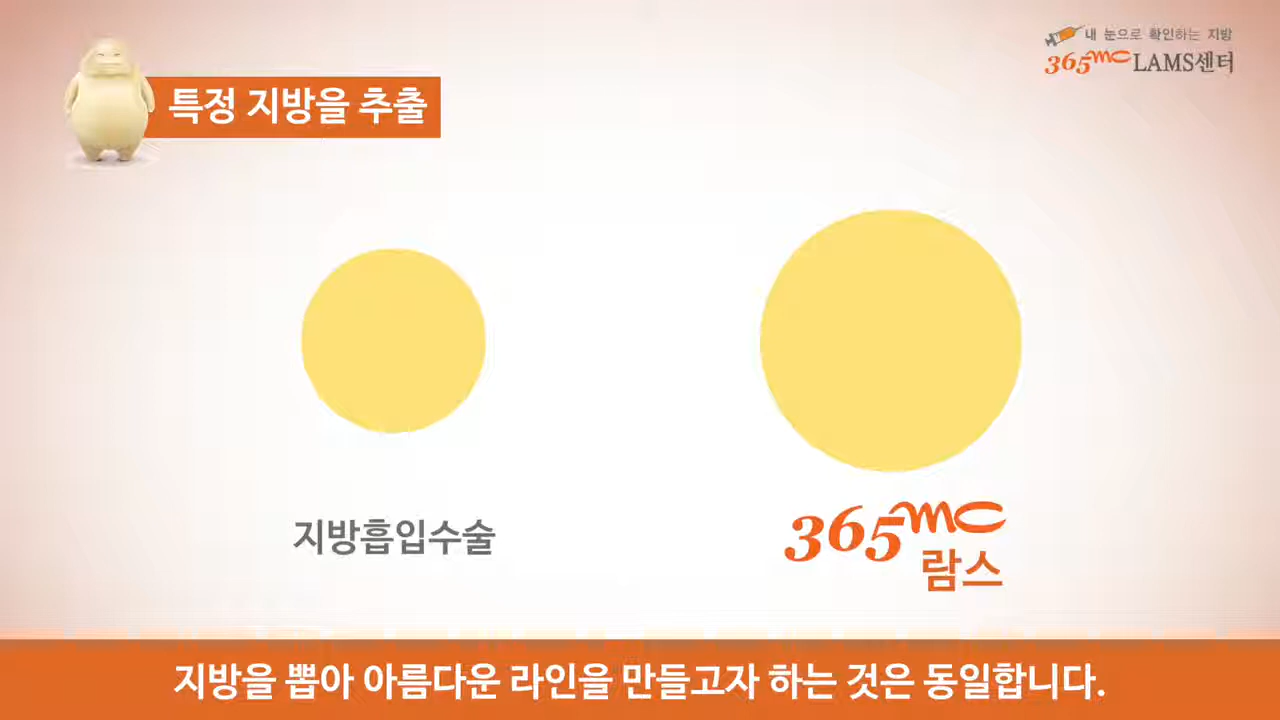 내 눈으로 확인하는 지방
365mc LAMS센터
특정 지방을 추출
지방흡입수술
365mc
람스
지방을 뽑아 아름다운 라인을 만들고자 하는 것은 동일합니다.